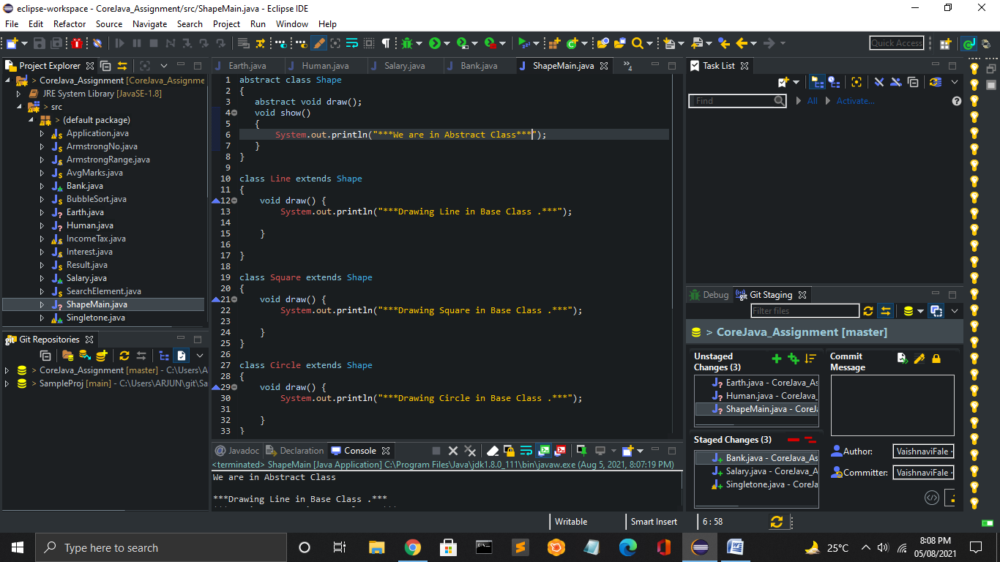 eclipse-workspace - CoreJava_Assignment/src/ShapeMain.java - Eclipse IDE
File Edit Refactor Source Navigate Search Project Run Window Help
Quick Access
Project Explorer
> CoreJava_Assignment [CoreJava_Assignme
JRE System Library [JavaSE-1.8]
> src
> (default package)
Application.java
ArmstrongNo.java
ArmstrongRange.java
AvgMarks.java
Bank.java
BubbleSort.java
Earth.java
Human.java
IncomeTax.java
Interest.java
Result.java
Salary.java
SearchElement.java
ShapeMain.java
Singletone.java
Git Repositories
> CoreJava_Assignment [master] - C:\Users\A
> SampleProj [main] - C:\Users\ARJUN\git\Sa
Earth.java Human.java Salary.java Bank.java ShapeMain.java »4
1 abstract class Shape
2 {
3 abstract void draw();
4 void show()
5 {
6 System.out.println("***We are in Abstract Class***");
7 }
8 }
9
10 class Line extends Shape
11 {
12 void draw() {
13 System.out.println("***Drawing Line in Base Class .***");
14
15 }
16
17 }
18
19 class Square extends Shape
20 {
21 void draw() {
22 System.out.println("***Drawing Square in Base Class .***");
23
24 }
25 }
26
27 class Circle extends Shape
28 {
29 void draw() {
30 System.out.println("***Drawing Circle in Base Class .***");
31
32 }
33 }
Javadoc Declaration Console
<terminated> ShapeMain [Java Application] C:\Program Files\Java\jdk1.8.0_111\bin\javaw.exe (Aug 5, 2021, 8:07:19 PM)
We are in Abstract Class
***Drawing Line in Base Class .***
Task List
Find All Activate...
Debug Git Staging
Filter files
> CoreJava_Assignment [master]
Unstaged Changes (3)
Earth.java - CoreJava_As
Human.java - CoreJava_
ShapeMain.java - CoreJ
Staged Changes (3)
Bank.java - CoreJava_As
Salary.java - CoreJava_A
Singletone.java - CoreJa
Commit Message
Author: VaishnaviFale
Committer: VaishnaviFale
Writable Smart Insert 6 : 58
Type here to search
25°C
8:08 PM
05/08/2021